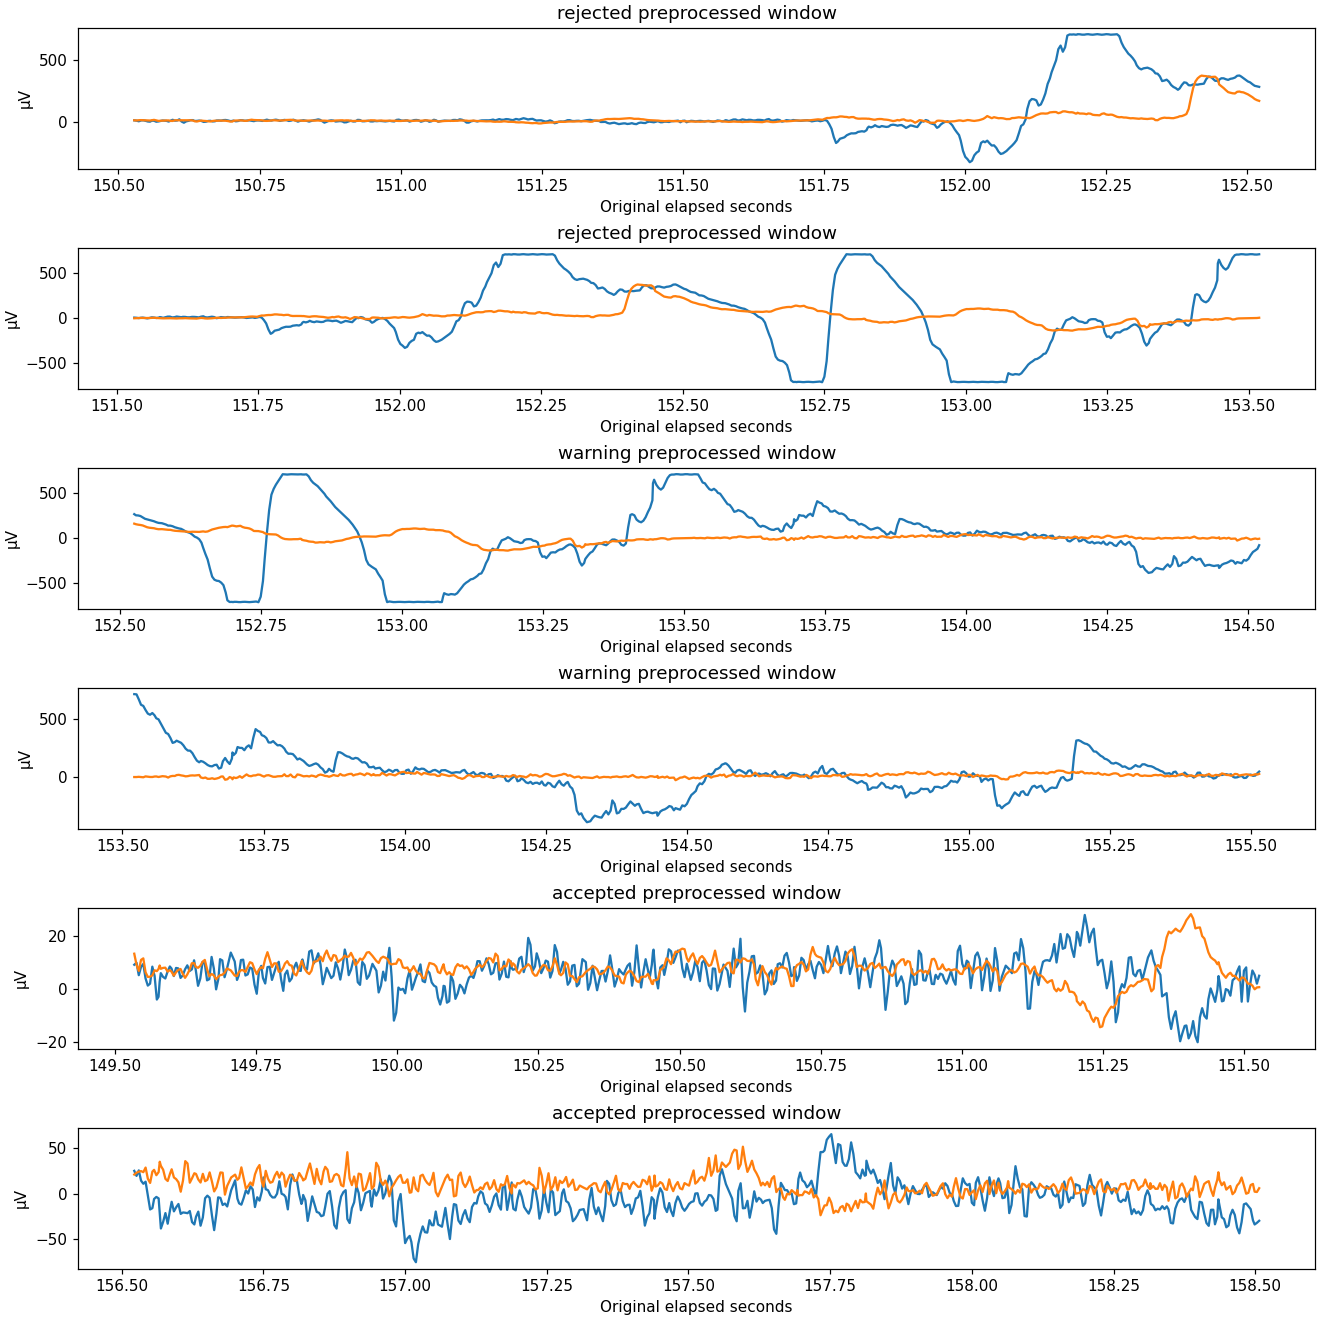 rejected preprocessed window
µV
500
0
150.50 150.75 151.00 151.25 151.50 151.75 152.00 152.25 152.50
Original elapsed seconds
rejected preprocessed window
µV
500
0
−500
151.50 151.75 152.00 152.25 152.50 152.75 153.00 153.25 153.50
Original elapsed seconds
warning preprocessed window
µV
500
0
−500
152.50 152.75 153.00 153.25 153.50 153.75 154.00 154.25 154.50
Original elapsed seconds
warning preprocessed window
µV
500
0
153.50 153.75 154.00 154.25 154.50 154.75 155.00 155.25 155.50
Original elapsed seconds
accepted preprocessed window
µV
20
0
−20
149.50 149.75 150.00 150.25 150.50 150.75 151.00 151.25 151.50
Original elapsed seconds
accepted preprocessed window
µV
50
0
−50
156.50 156.75 157.00 157.25 157.50 157.75 158.00 158.25 158.50
Original elapsed seconds